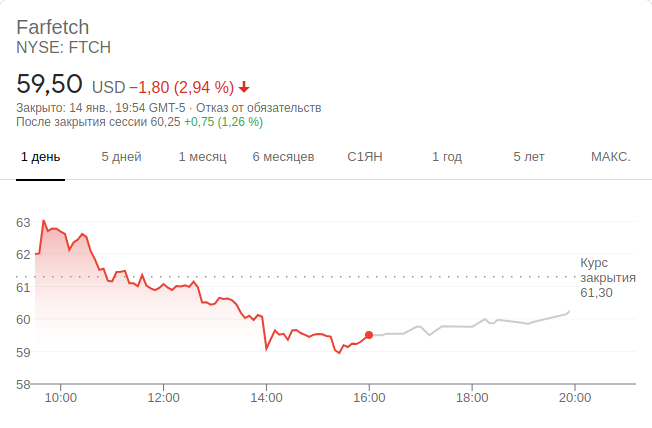 Farfetch
NYSE: FTCH
59,50 USD −1,80 (2,94 %)
Закрыто: 14 янв., 19:54 GMT-5 · Отказ от обязательств
После закрытия сессии 60,25 +0,75 (1,26 %)
1 день 5 дней 1 месяц 6 месяцев С1ЯН 1 год 5 лет МАКС.
63
62
61
60
59
58
Курс
закрытия
61,30
10:00 12:00 14:00 16:00 18:00 20:00